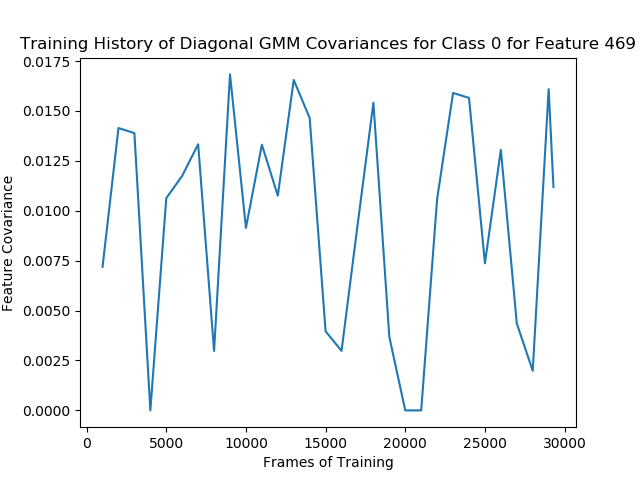 Training History of Diagonal GMM Covariances for Class 0 for Feature 469
0.0175
0.0150
0.0125
0.0100
0.0075
0.0050
0.0025
0.0000
Feature Covariance
0 5000 10000 15000 20000 25000 30000
Frames of Training